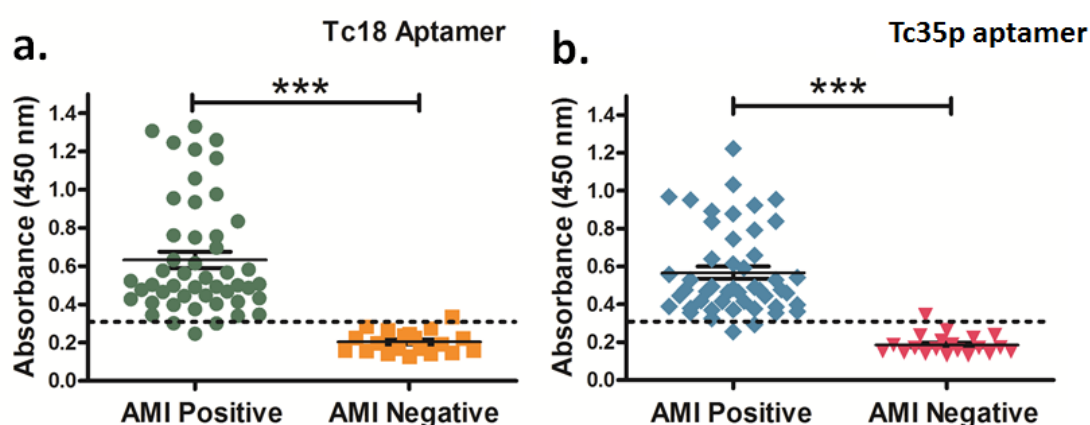 a.
Tc18 Aptamer
***
Absorbance (450 nm)
1.4
1.2
1.0
0.8
0.6
0.4
0.2
0.0
AMI Positive AMI Negative
b.
Tc35p aptamer
***
Absorbance (450 nm)
1.4
1.2
1.0
0.8
0.6
0.4
0.2
0.0
AMI Positive AMI Negative